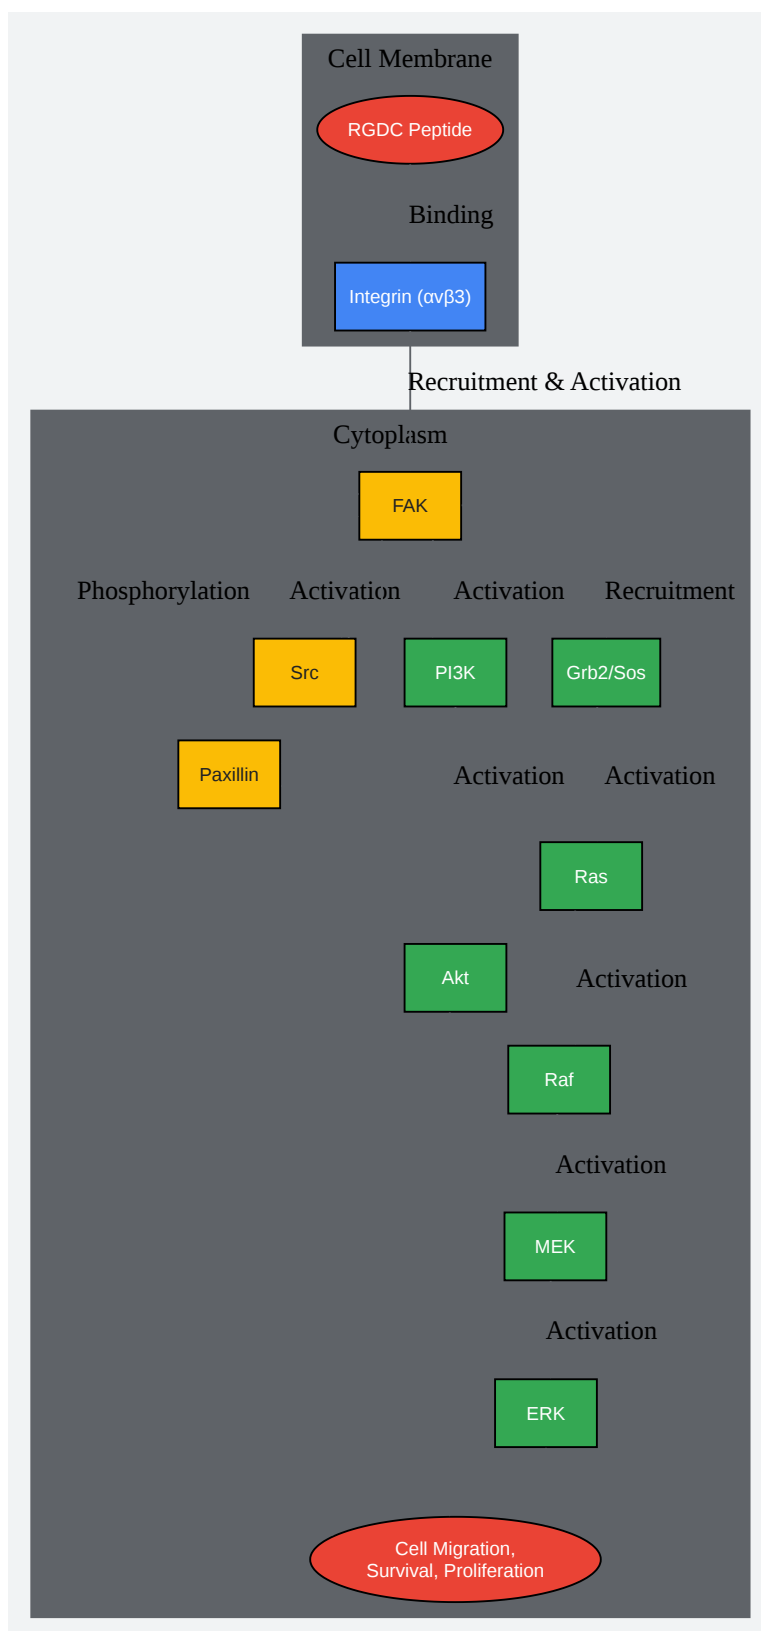 Cell Membrane
RGDC Peptide
Binding
Integrin (αvβ3)
Recruitment & Activation
Cytoplasm
FAK
Phosphorylation
Activation
Activation
Recruitment
Src
PI3K
Grb2/Sos
Paxillin
Activation
Activation
Ras
Akt
Activation
Raf
Activation
MEK
Activation
ERK
Cell Migration,
Survival, Proliferation